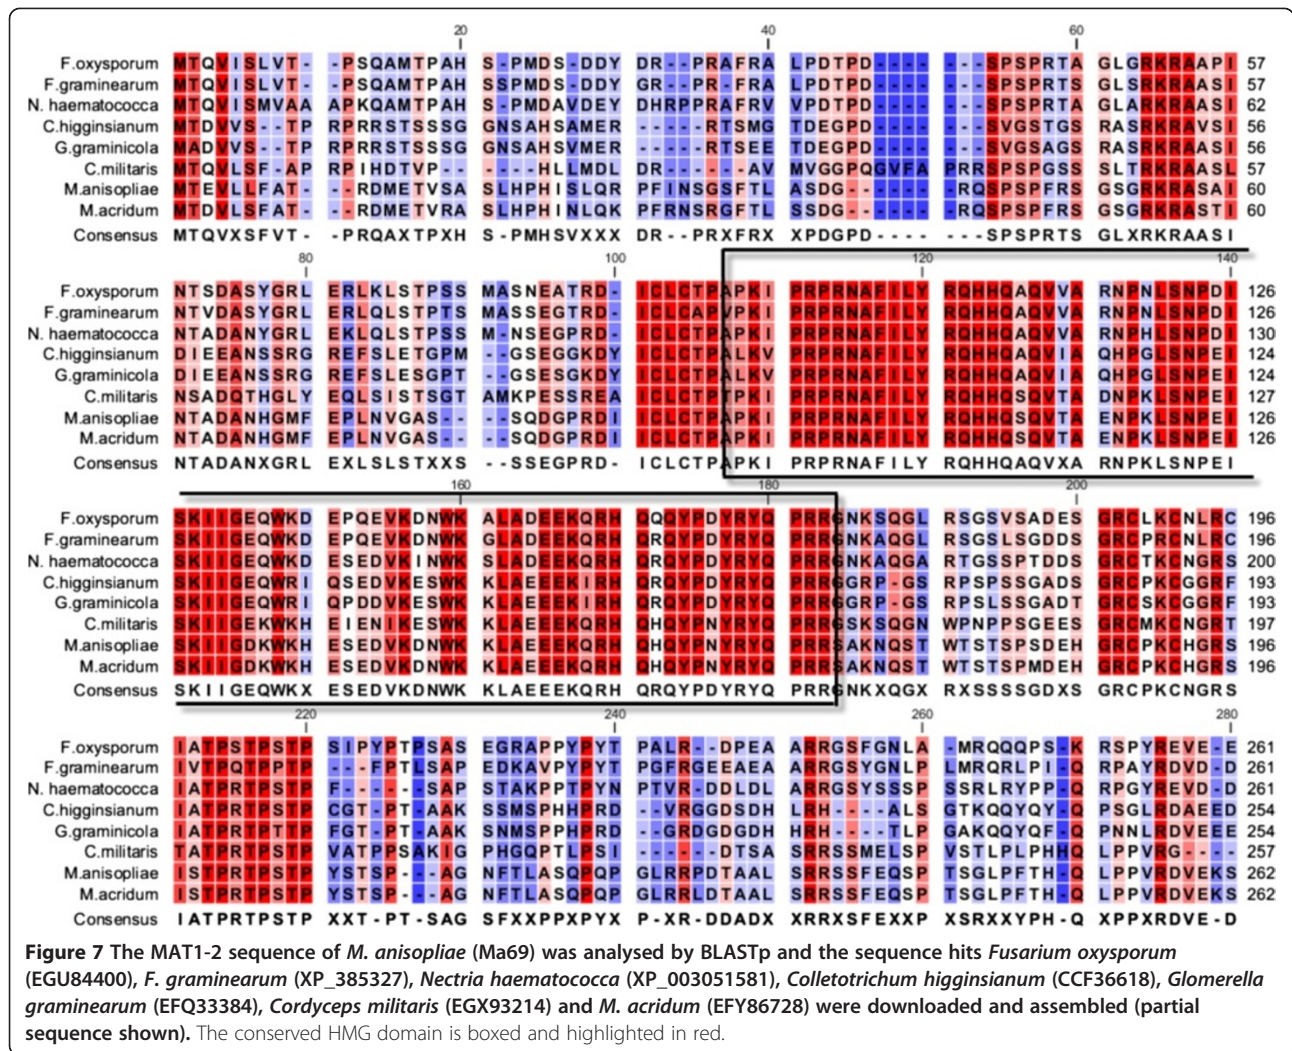 20 40 60
F.oxysporum MTQVISLVT- -PSQAMTPAH S-PMDS-DDY DR--PRAFRA LPDTPD---- ---SPSPRTA GLGRKRAAPI 57
F.graminearum MTQVISLVT- -PSQAMTPAH SSPMDS-DDY GR--PR-FRA LPDTPD---- ---SPSPRTS GLSRKRAASI 57
N. haematococca MTQVISMVAA APKQAMTPAH S-PMDAVDEY DHRPPRAFRV VPDTPD---- ---SPSPRTA GLARKRAASI 62
C.higginsianum MTDVVS--TP RPRRSTSSSG GNSAHSAMER ----RTSMG TDEGPD---- ---SVGSTGS RASRKRAVSI 56
G.graminicola MADVVS--TP RPRRSTSSSG GNSAHSVMER ----RTSEE TDEGPD---- ---SVGSAGS RASRKRAASI 56
C.militaris MTQVLSF-AP RPIHDTVP-- ---HLLMDL DR-----AV MVGGPQGVFA PRRSPSGSSS SLTRKRAASL 57
M.anisopliae MTEVLLFAT- --RDMETVSA SLHPHISLQR PFINSGSFTL ASDG------ -RQSPSPFRS GSGRKRASAI 60
M.acridum MTDVLSFAT- --RDMETVRA SLHPHINLQK PFRNSRGFTL SSDG------ -RQSPSPFRS GSGRKRASTI 60
Consensus MTQVXSFVT- -PRQAXTPXH S-PMHSVXXX DR--PRXFRX XPDGPD---- ---SPSPRTS GLXRKRAASI
80 100 120 140
F.oxysporum NTSDASYGRL ERLKLSTPSS MASNEATRD- ICLCTPAPKI PRPRNAFILY RQHHQAQVVA RNPNLSNPDI 126
F.graminearum NTVDASYGRL ERLQLSTPTS MASSEGTRD- ICLCAPVPKI PRPRNAFILY RQHHQAQVVA RNPNLSNPDI 126
N. haematococca NTADANYGRL EKLQLSTPSS M-NSEGPRD- ICLCTPAPKI PRPRNAFILY RQHHQAQVVA RNPHLSNPDI 130
C.higginsianum DIEEANSSRG REFSLETGPM --GSEGGKDY ICLCTPALKV PRPRNAFILY RQHHQAQVIA QHPGLSNPEI 124
G.graminicola DIEEANSSRG REFSLESGPT --GSESGKDY ICLCTPALKV PRPRNAFILY RQHHQAQVIA QHPGLSNPEI 124
C.militaris NSADQTHGLY EQLSISTSGT AMKPESSREA ICLCTPTPKI PRPRNAFILY RQHHQASVIA DNPKLSNPEI 127
M.anisopliae NTADANHGMF EPLNVGAS-- --SQDGPRDI ICLCTPAPKI PRPRNAFILY RQHHQSQVTA ENPKLSNPEI 126
M.acridum NTADANHGMF EPLNVGAS-- --SQDGPRDI ICLCTPAPKI PRPRNAFILY RQHHQSQVTA ENPKLSNPEI 126
Consensus NTADANXGRL EXLSLSTXXS --SSEGPRD- ICLCTPAPKI PRPRNAFILY RQHHQAQVXA RNPKLSNPEI
160 180 200
F.oxysporum SKIIGEQWKD EPQEVKDNWK ALADEEKQRH QQQYPDYRYQ PRRGNKSQGL RSGSVSADES GRCLKCNLRC 196
F.graminearum SKIIGEQWKD EPQEVKDNWK GLADEEKQRH QRQYPDYRYQ PRRGNKAQGL RSGSLSGDDS GRCPRCNLRC 196
N. haematococca SKIIGEQWKD ESEDVKINWK SLADEEKQRH QRQYPDYRYQ PRRGNKAQGA RTGSSPTDDS GRCTKCNGRS 200
C.higginsianum SKIIGEQWRI QSEDVKESWK KLAEEEKIRH QRQYPDYRYQ PRRGGRP-GS RPSPSSGADS GRCPKCGGRF 193
G.graminicola SKIIGEQWRI QPDDVKESWK KLAEEEKIRH QRQYPDYRYQ PRRGGRP-GS RPSLSSGADT GRCSKCGGRF 193
C.militaris SKIIGEKWKH EIENIKESWK KLAEEEKQRH QHQYPNYRYQ PRRGSKSQGN WPNPPSGEES GRCMKCNGRT 197
M.anisopliae SKIIGDKWKH ESEDVKDNWK KLAEEEKQRH QHQYPNYRYQ PRRSAKNQST WTSTSPSDEH GRCPKCHGRS 196
M.acridum SKIIGDKWKH ESEDVKDNWK KLAEEEKQRH QHQYPNYRYQ PRRSAKNQST WTSTSPMDEH GRCPKCHGRS 196
Consensus SKIIGEQWKX ESEDVKDNWK KLAEEEKQRH QRQYPDYRYQ PRRGNKXQGX RXSSSSGDXS GRCPKCNGRS
220 240 260 280
F.oxysporum IATPSTPSTP SIPYPTPSAS EGRAPPYPYT PALR--DPEA ARRGSFGNLA -MRQQQPS-K RSPYREVE-E 261
F.graminearum IVTPQTPPTP ---FPTLSAP EDKAVPYPYT PGFRGEEAEA ARRGSYGNLP LMRQRLPI-Q RPAYRDVD-D 261
N. haematococca IATPRTPSTP F-----SAP STAKPPTPYN PTVR-DDLDL ARRGSYSSSP SSRLRYPP-Q RPGYREVD-D 261
C.higginsianum IATPRTPSTP CGT-PT-AAK SSMSPHHPRD --VRGGDSDH LRH----ALS GTKQQYQY-Q PSGLRDAEED 254
G.graminicola IATPRTPTTP FGT-PT-AAK SNMSPPHPRD --GRDGDGDH HRH----TLP GAKQQYQF-Q PNNLRDVEEE 254
C.militaris TATPRTPSTP VATPPSAKIG PHGQPTLPSI ------DTSA SRRSSMELSP VSTLPLPHHQ LPPVRG---- 257
M.anisopliae ISTPRTPSTP YSTSP---AG NFTLASQPQP GLRRPDTAAL SRRSSFEQSP TSGLPFTH-Q LPPVRDVEKS 262
M.acridum ISTPRTPSTP YSTSP---AG NFTLASQPQP GLRRLDTAAL SRRSSFEQSP TSGLPFTH-Q LPPVRDVEKS 262
Consensus IATPRTPSTP XXT-PT-SAG SFXXPPXPYX P-XR-DDADX XRRXSFEXXP XSRXXYPH-Q XPPXRDVE-D
Figure 7 The MAT1-2 sequence of M. anisopliae (Ma69) was analysed by BLASTp and the sequence hits Fusarium oxysporum
(EGU84400), F. graminearum (XP_385327), Nectria haematococca (XP_003051581), Colletotrichum higginsianum (CCF36618), Glomerella
graminearum (EFQ33384), Cordyceps militaris (EGX93214) and M. acridum (EFY86728) were downloaded and assembled (partial
sequence shown). The conserved HMG domain is boxed and highlighted in red.